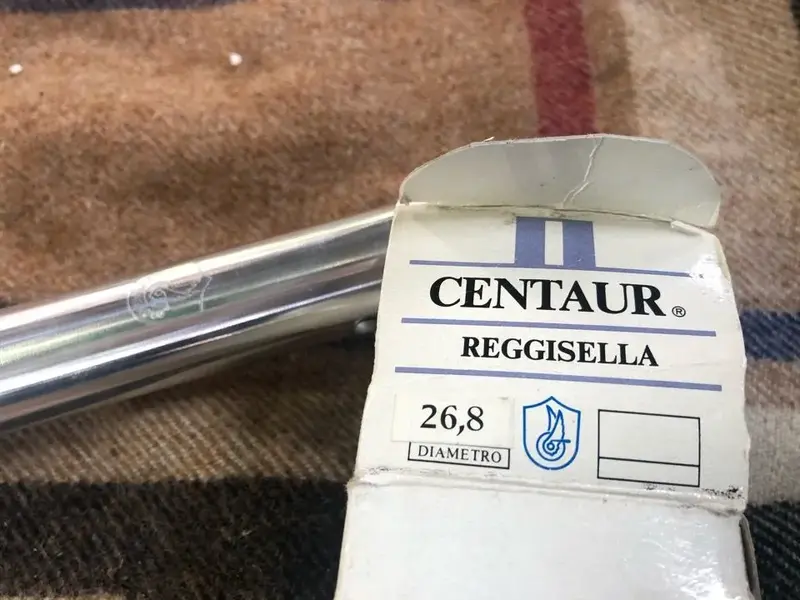 CENTAUR®
REGGISELLA
26,8
DIAMETRO